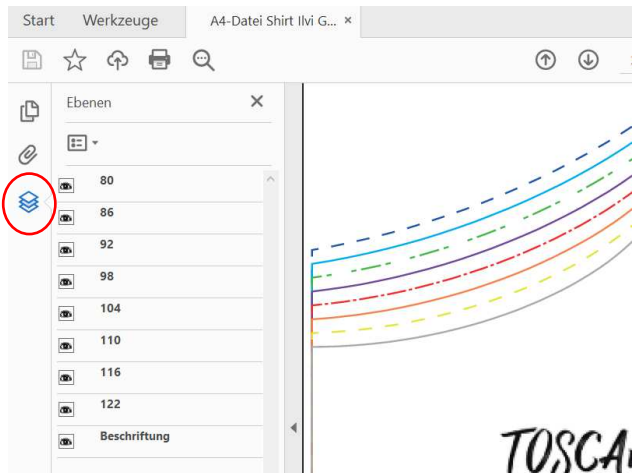 Start Werkzeuge A4-Datei Shirt Ilvi G... ×
Ebenen
80
86
92
98
104
110
116
122
Beschriftung